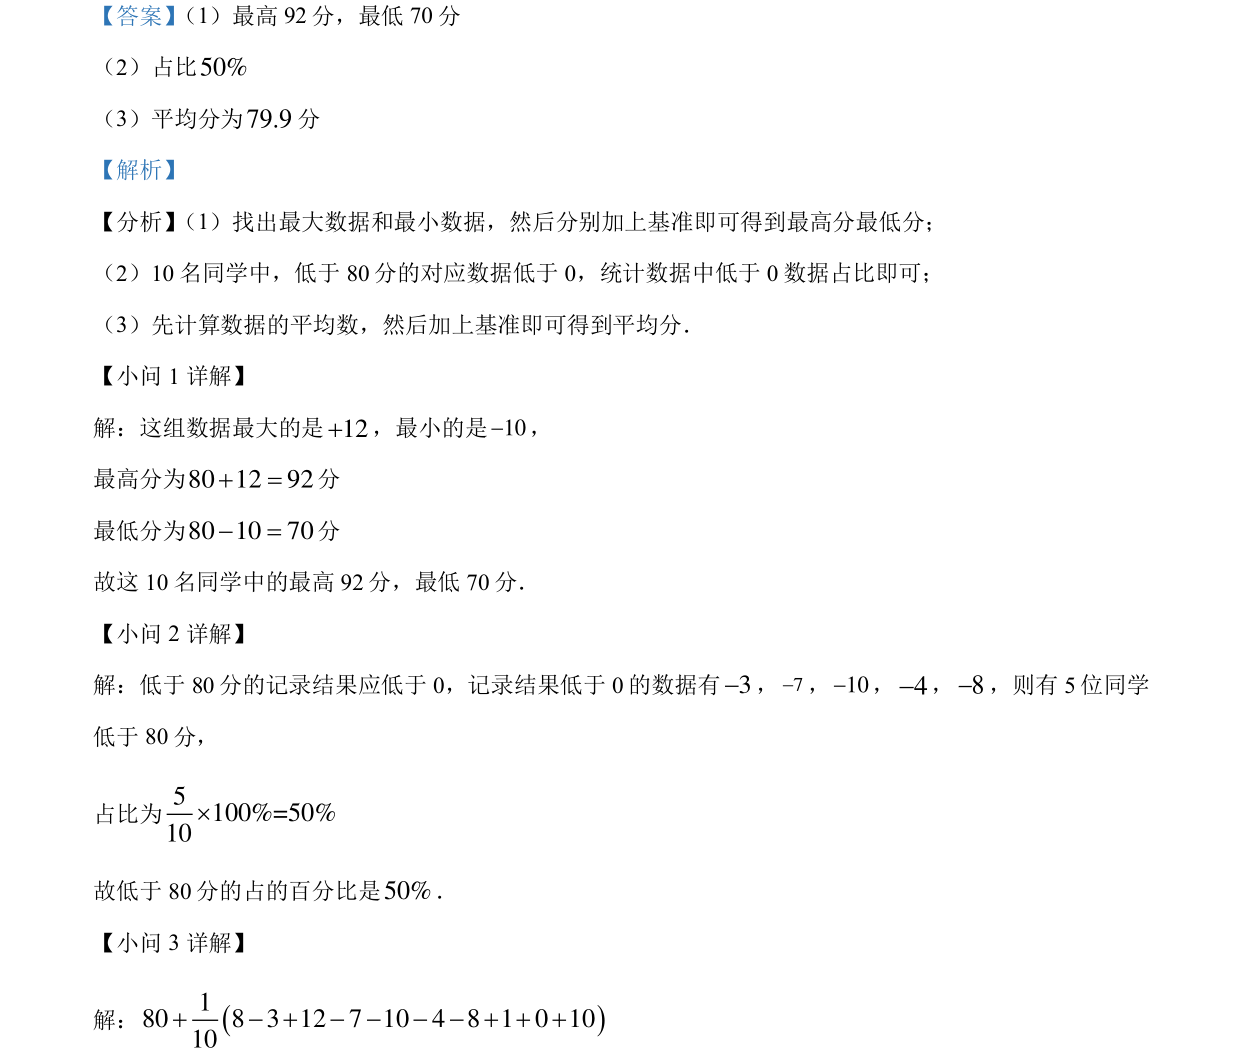 【答案】（1）最高 92 分，最低 70 分
（2）占比50%
（3）平均分为79.9 分
【解析】
【分析】（1）找出最大数据和最小数据，然后分别加上基准即可得到最高分最低分；
（2）10 名同学中，低于 80 分的对应数据低于 0，统计数据中低于 0 数据占比即可；
（3）先计算数据的平均数，然后加上基准即可得到平均分．
【小问 1 详解】
解：这组数据最大的是+12，最小的是−10，
最高分为80+12=92分
最低分为80−10=70分
故这 10 名同学中的最高 92 分，最低 70 分．
【小问 2 详解】
解：低于 80 分的记录结果应低于 0，记录结果低于 0 的数据有−3，−7，−10，−4，−8，则有 5 位同学
低于 80 分，
占比为5/10×100%=50%
故低于 80 分的占的百分比是50%．
【小问 3 详解】
解：80+1/10(8−3+12−7−10−4−8+1+0+10)